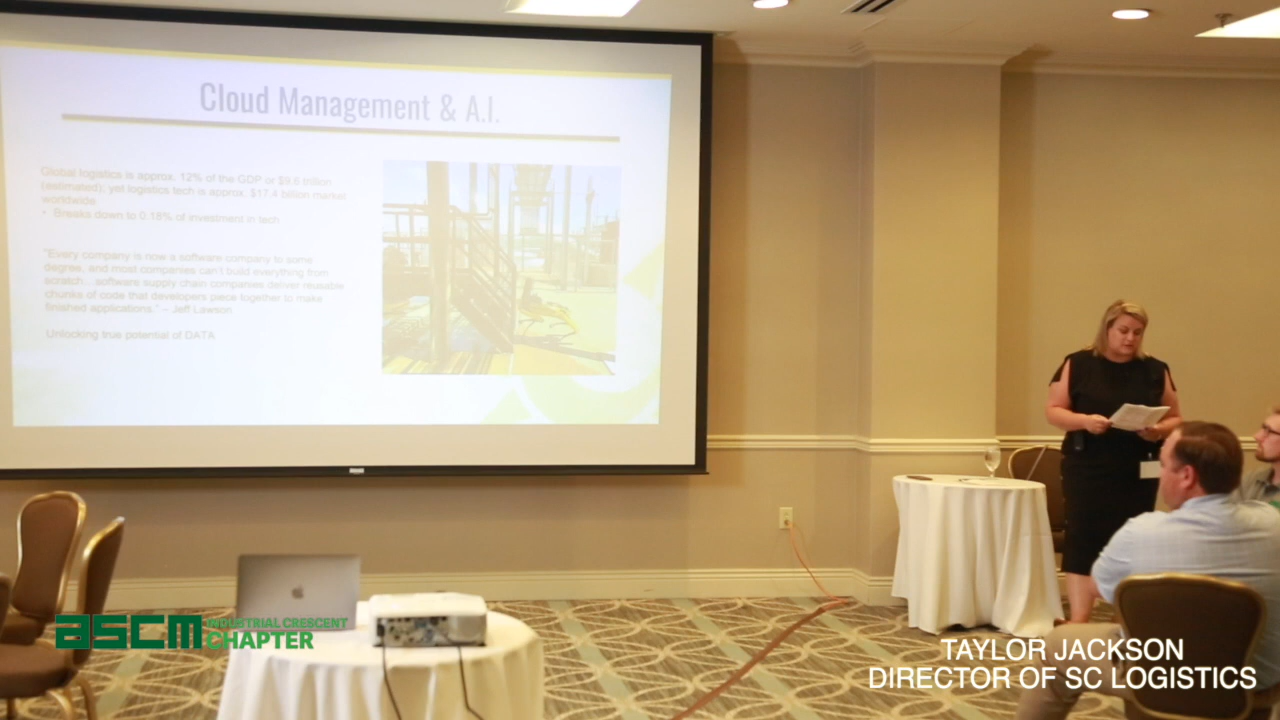 Cloud Management & A.I.
Global logistics is approx. 12% of the GDP or $9.6 trillion
(estimated); yet logistics tech is approx. $17.4 billion market
worldwide
• Breaks down to 0.18% of investment in tech
"Every company is now a software company to some
degree, and most companies can't build everything from
scratch... software supply chain companies deliver reusable
chunks of code that developers piece together to make
finished applications." – Jeff Lawson
Unlocking true potential of DATA
ascm INDUSTRIAL CRESCENT
CHAPTER
TAYLOR JACKSON
DIRECTOR OF SC LOGISTICS